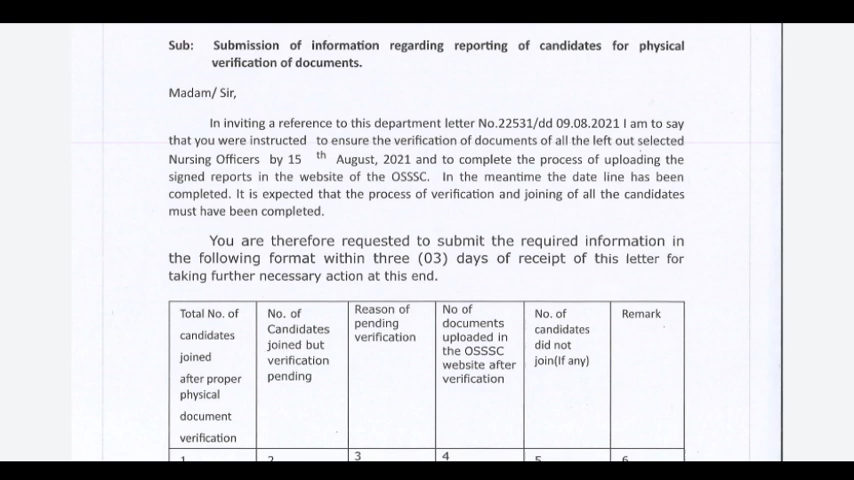 Sub: Submission of information regarding reporting of candidates for physical
verification of documents.
Madam/ Sir,
In inviting a reference to this department letter No.22531/dd 09.08.2021 I am to say
that you were instructed to ensure the verification of documents of all the left out selected
Nursing Officers by 15 th August, 2021 and to complete the process of uploading the
signed reports in the website of the OSSSC. In the meantime the date line has been
completed. It is expected that the process of verification and joining of all the candidates
must have been completed.
You are therefore requested to submit the required information in
the following format within three (03) days of receipt of this letter for
taking further necessary action at this end.
Total No. of
candidates
joined
after proper
physical
document
verification
No. of
Candidates
joined but
verification
pending
Reason of
pending
verification
No of
documents
uploaded in
the OSSSC
website after
verification
No. of
candidates
did not
join(If any)
Remark
1
2
3
4
5
6